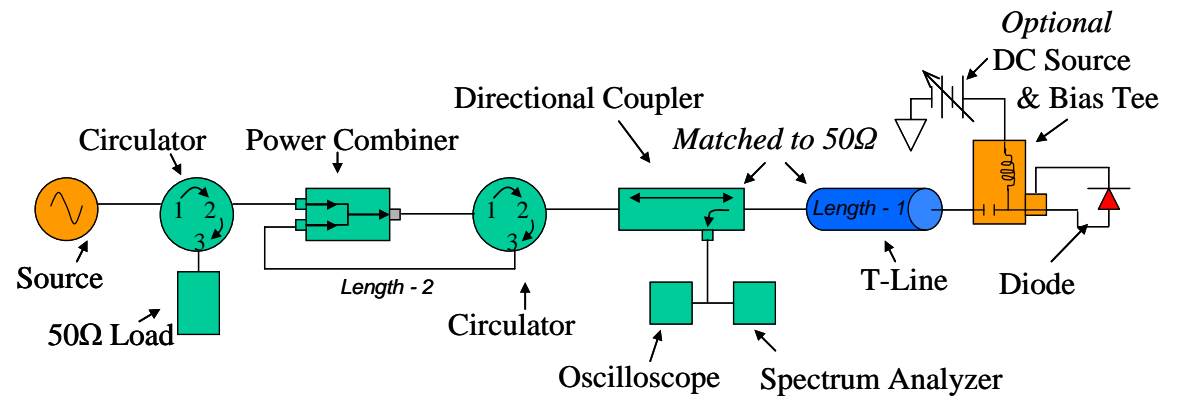 Optional
DC Source
& Bias Tee
Directional Coupler
Circulator
Power Combiner
Matched to 50Ω
1
2
3
1
2
3
Length - 1
Source
Length - 2
T-Line
Diode
50Ω Load
Circulator
Oscilloscope
Spectrum Analyzer